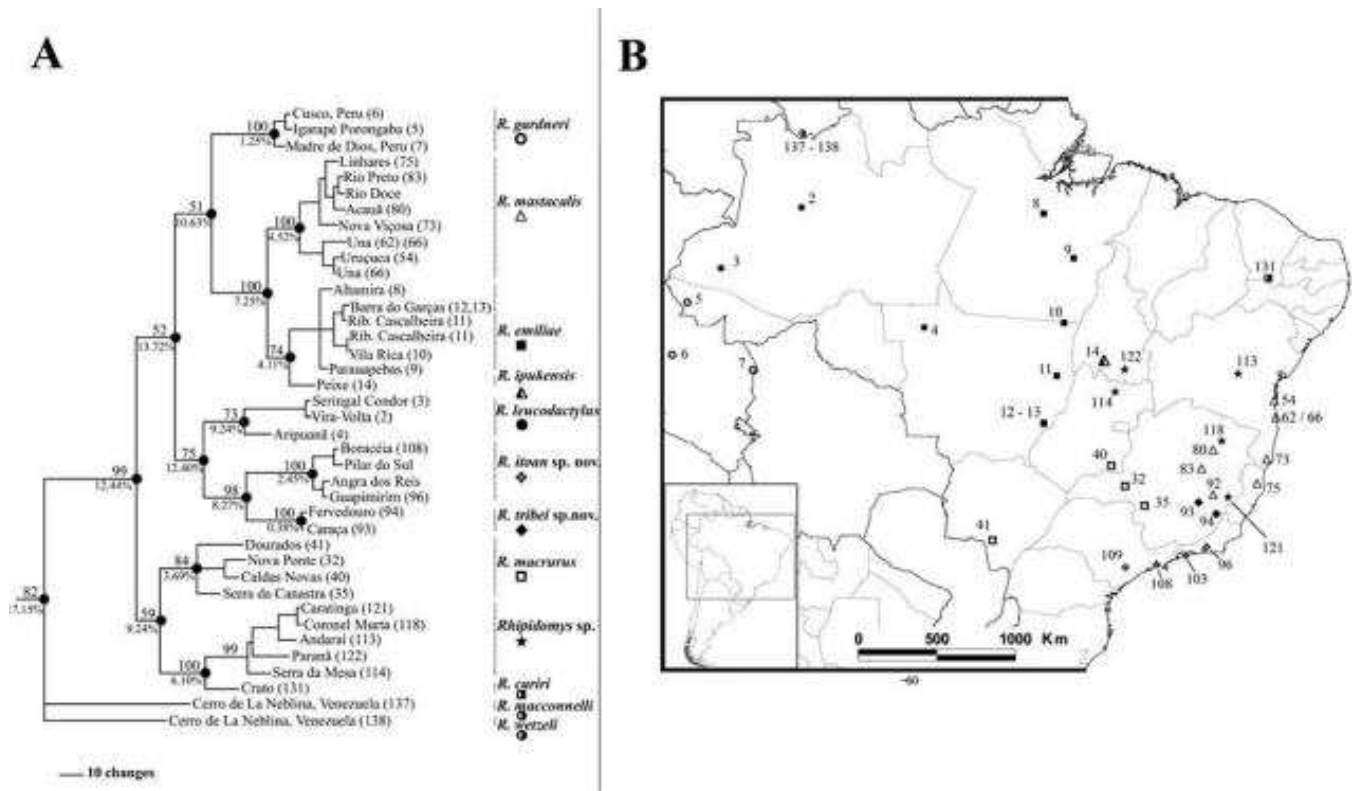 A
Cusco, Peru (6)
Igarapé Porongaba (5)
Madre de Dios, Peru (7)
Linhares (75)
Rio Preto (83)
Rio Doce
Acauã (80)
Nova Viçosa (73)
Una (62) (66)
Uruçuca (54)
Una (66)
Altamira (8)
Barra do Garças (12,13)
Rib. Cascalheira (11)
Rib. Cascalheira (11)
Vila Rica (10)
Parauapebas (9)
Peixe (14)
Seringal Condor (3)
Vira-Volta (2)
Aripuanã (4)
Boracéia (108)
Pilar do Sul
Angra dos Reis
Guapimirim (96)
Fervedouro (94)
Caraça (93)
Dourados (41)
Nova Ponte (32)
Caldas Novas (40)
Serra da Canastra (35)
Caratinga (121)
Coronel Murta (118)
Andaraí (113)
Paranã (122)
Serra da Mesa (114)
Crato (131)
Cerro de La Neblina, Venezuela (137)
Cerro de La Neblina, Venezuela (138)
100
1.25%
51
10.63%
100
4.52%
100
7.25%
52
13.72%
74
4.11%
73
9.24%
75
12.40%
100
2.45%
99
12.44%
98
8.27%
100
0.38%
84
3.69%
82
17.15%
59
9.24%
99
100
6.10%
10 changes
R. gardneri
R. mastacalis
R. emiliae
R. ipukensis
R. leucodactylus
R. itoan sp. nov.
R. tribei sp.nov.
R. macrurus
Rhipidomys sp.
R. cariri
R. macconnelli
R. wetzeli
B
137 - 138
2
8
3
9
131
5
10
4
6
7
14
122
113
11
114
54
12 - 13
62 / 66
118
40
80
73
83
32
92
75
35
93
94
41
121
109
96
108
103
0 500 1000 Km
-60